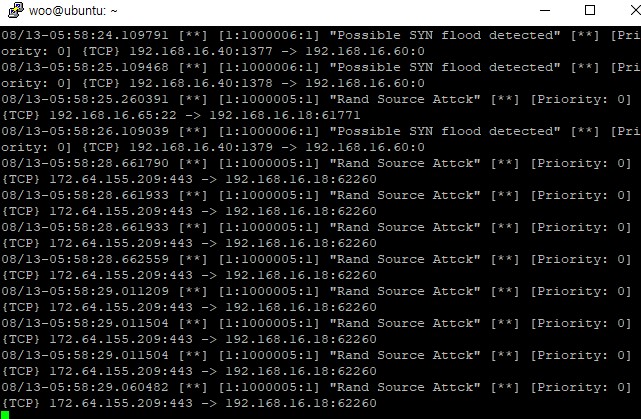 woo@ubuntu: ~
08/13-05:58:24.109791 [**] [1:1000006:1] "Possible SYN flood detected" [**] [Pri
ority: 0] {TCP} 192.168.16.40:1377 -> 192.168.16.60:0
08/13-05:58:25.109468 [**] [1:1000006:1] "Possible SYN flood detected" [**] [Pri
ority: 0] {TCP} 192.168.16.40:1378 -> 192.168.16.60:0
08/13-05:58:25.260391 [**] [1:1000005:1] "Rand Source Attck" [**] [Priority: 0]
{TCP} 192.168.16.65:22 -> 192.168.16.18:61771
08/13-05:58:26.109039 [**] [1:1000006:1] "Possible SYN flood detected" [**] [Pri
ority: 0] {TCP} 192.168.16.40:1379 -> 192.168.16.60:0
08/13-05:58:28.661790 [**] [1:1000005:1] "Rand Source Attck" [**] [Priority: 0]
{TCP} 172.64.155.209:443 -> 192.168.16.18:62260
08/13-05:58:28.661933 [**] [1:1000005:1] "Rand Source Attck" [**] [Priority: 0]
{TCP} 172.64.155.209:443 -> 192.168.16.18:62260
08/13-05:58:28.661933 [**] [1:1000005:1] "Rand Source Attck" [**] [Priority: 0]
{TCP} 172.64.155.209:443 -> 192.168.16.18:62260
08/13-05:58:28.662559 [**] [1:1000005:1] "Rand Source Attck" [**] [Priority: 0]
{TCP} 172.64.155.209:443 -> 192.168.16.18:62260
08/13-05:58:29.011209 [**] [1:1000005:1] "Rand Source Attck" [**] [Priority: 0]
{TCP} 172.64.155.209:443 -> 192.168.16.18:62260
08/13-05:58:29.011504 [**] [1:1000005:1] "Rand Source Attck" [**] [Priority: 0]
{TCP} 172.64.155.209:443 -> 192.168.16.18:62260
08/13-05:58:29.011504 [**] [1:1000005:1] "Rand Source Attck" [**] [Priority: 0]
{TCP} 172.64.155.209:443 -> 192.168.16.18:62260
08/13-05:58:29.060482 [**] [1:1000005:1] "Rand Source Attck" [**] [Priority: 0]
{TCP} 172.64.155.209:443 -> 192.168.16.18:62260